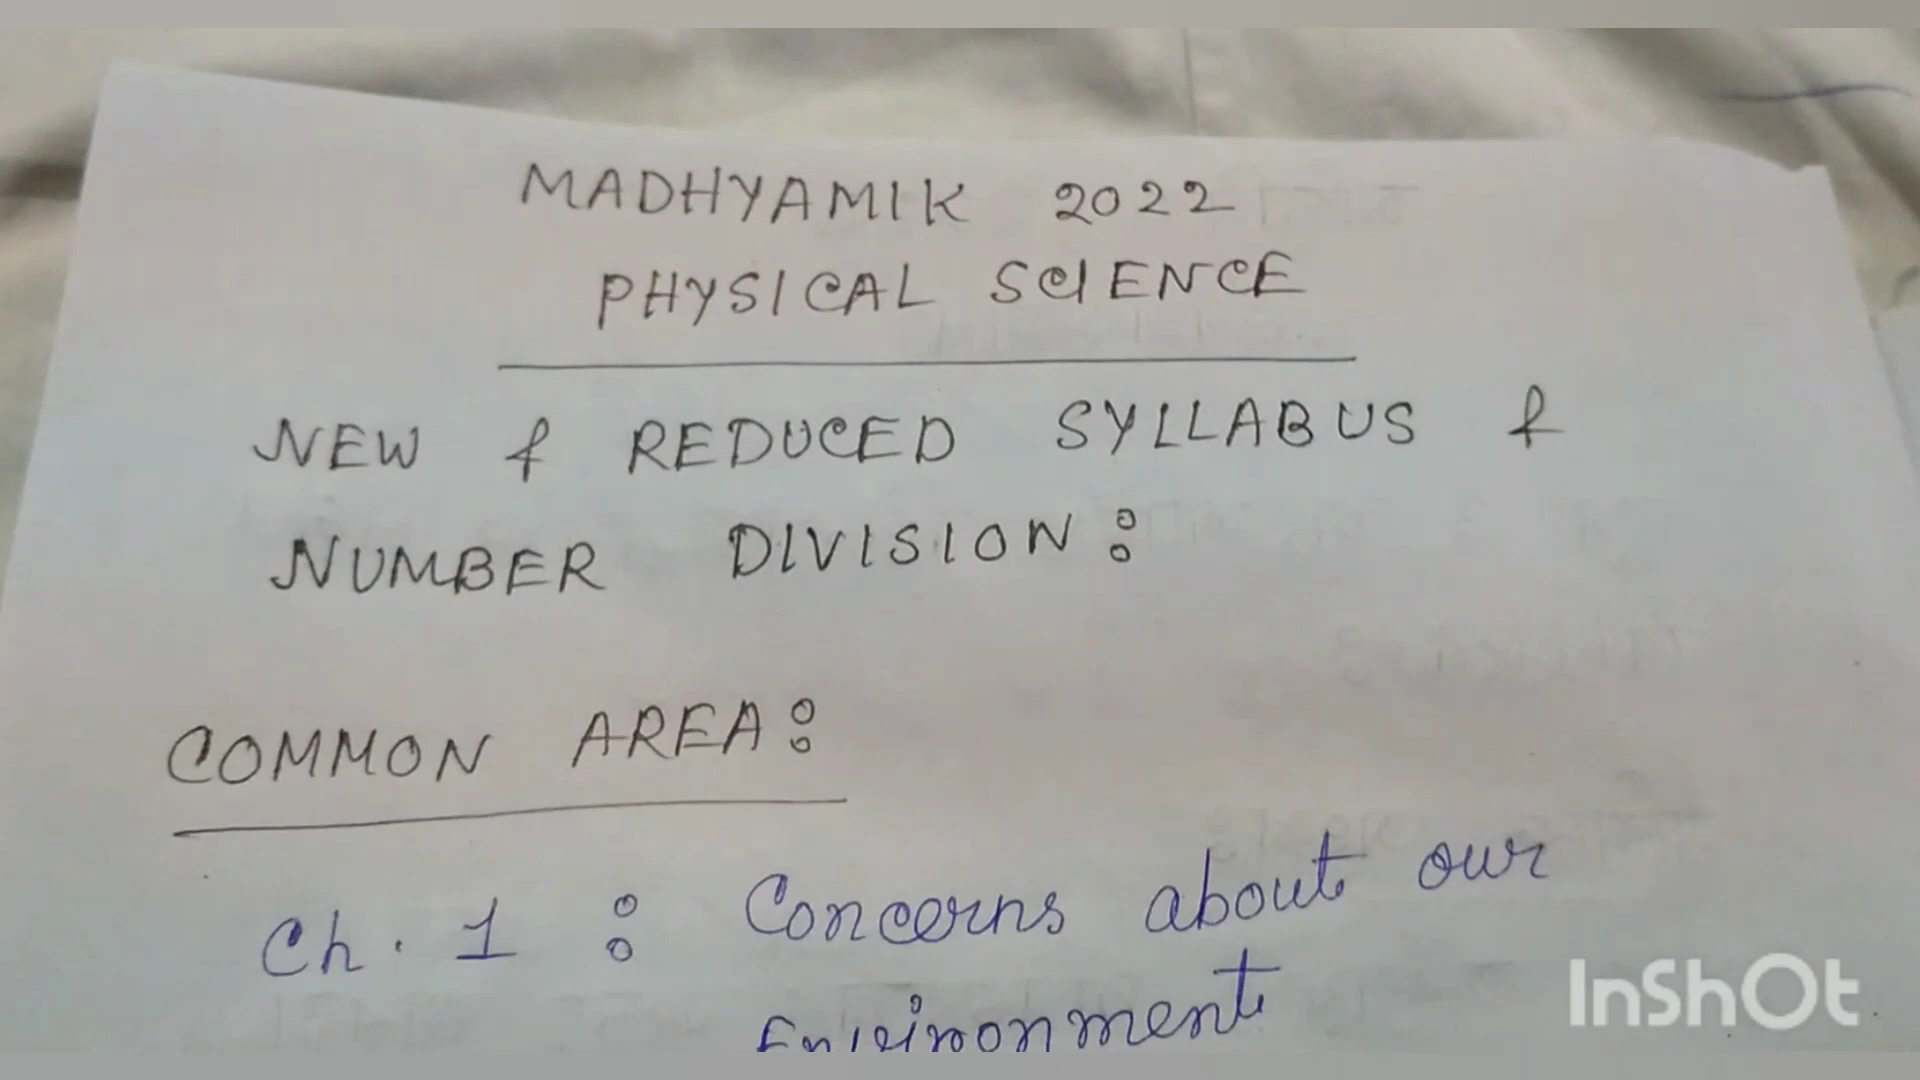 MADHYAMIK 2022
PHYSICAL SCIENCE
NEW & REDUCED SYLLABUS &
NUMBER DIVISION:
COMMON AREA:
Ch. 1 : Concerns about our
Environment
InShOt